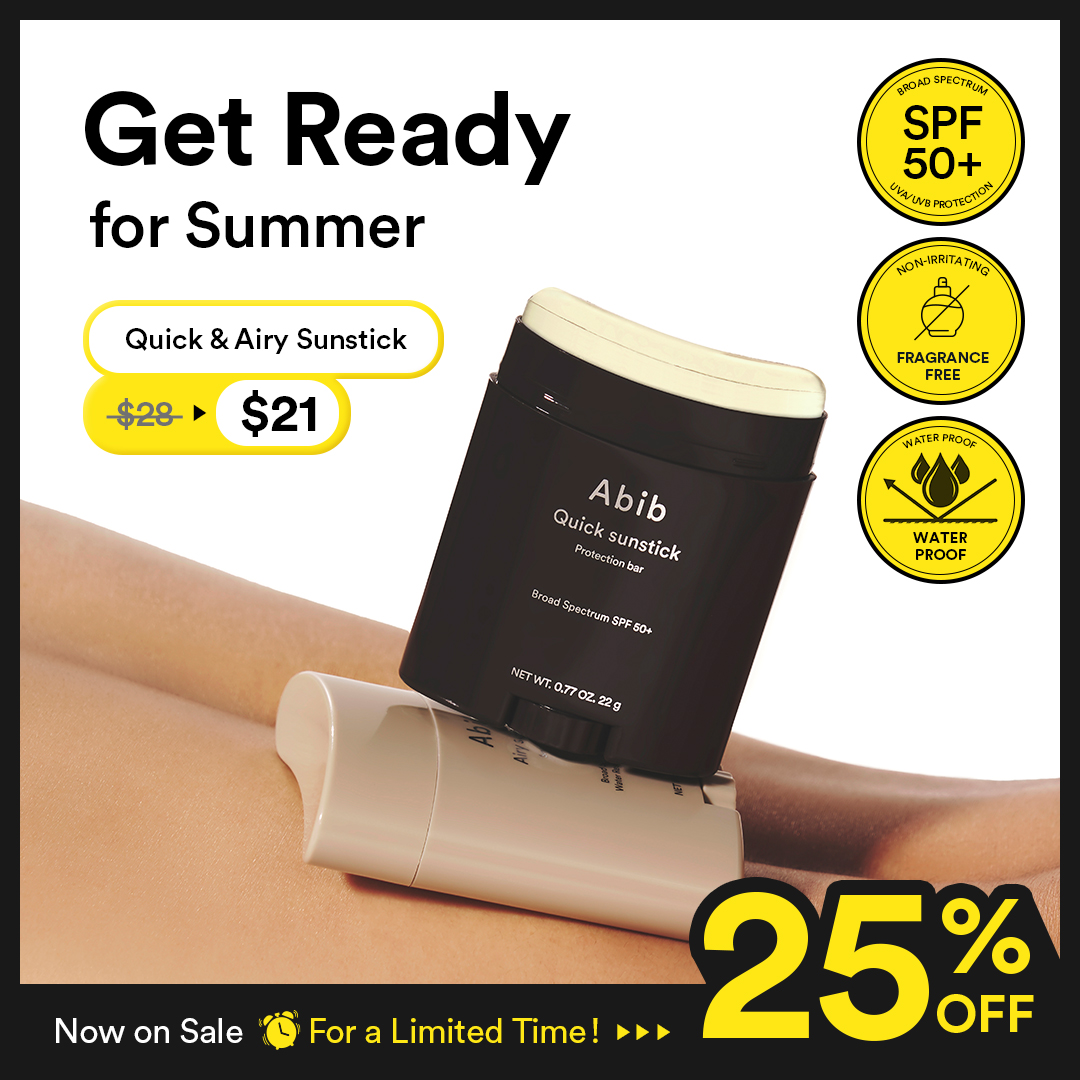 Get Ready
for Summer
Quick & Airy Sunstick
$28 $21
BROAD SPECTRUM
SPF
50+
UVA/UVB PROTECTION
NON-IRRITATING
FRAGRANCE
FREE
WATER PROOF
WATER
PROOF
Abib
Quick sunstick
Protection bar
Broad Spectrum SPF 50+
NET WT. 0.77 OZ. 22 g
Now on Sale For a Limited Time!
25%
OFF